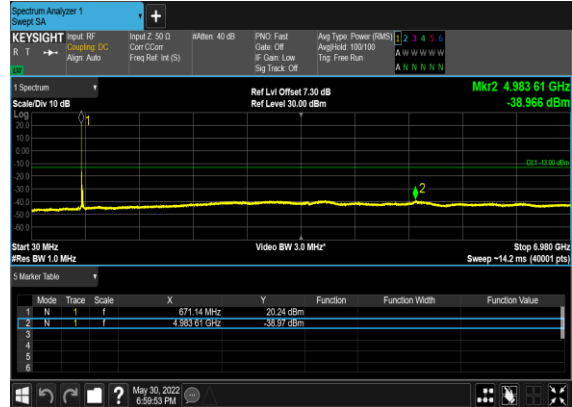 Spectrum Analyzer 1
Swept SA
+
KEYSIGHT Input: RF Input Z: 50 Ω #Atten: 40 dB PNO: Fast Avg Type: Power (RMS) 1 2 3 4 5 6
R T Coupling: DC Corr CCorr Gate: Off Avg|Hold: 100/100 A W W W W W
Align: Auto Freq Ref: Int (S) IF Gain: Low Trig: Free Run
Sig Track: Off A N N N N N
1 Spectrum Ref Lvl Offset 7.30 dB Mkr2 4.983 61 GHz
Scale/Div 10 dB Ref Level 30.00 dBm -38.966 dBm
Log
20.0
10.0
0.00
-10.0
DL1 -13.00 dBm
-20.0
-30.0
-40.0
-50.0
-60.0
1
2
Start 30 MHz Video BW 3.0 MHz* Stop 6.980 GHz
#Res BW 1.0 MHz Sweep ~14.2 ms (40001 pts)
5 Marker Table
Mode Trace Scale X Y Function Function Width Function Value
1 N 1 f 671.14 MHz 20.24 dBm
2 N 1 f 4.983 61 GHz -38.97 dBm
3
4
5
6
? May 30, 2022
6:59:53 PM